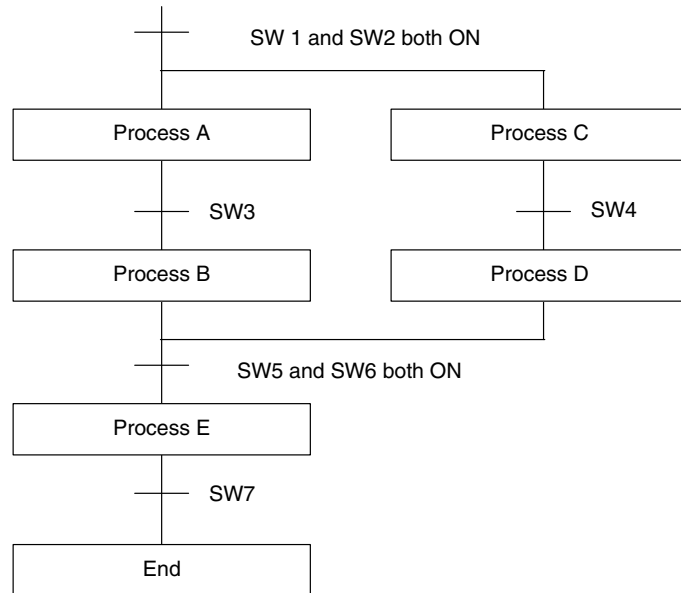 SW 1 and SW2 both ON
Process A
Process C
SW3
SW4
Process B
Process D
SW5 and SW6 both ON
Process E
SW7
End